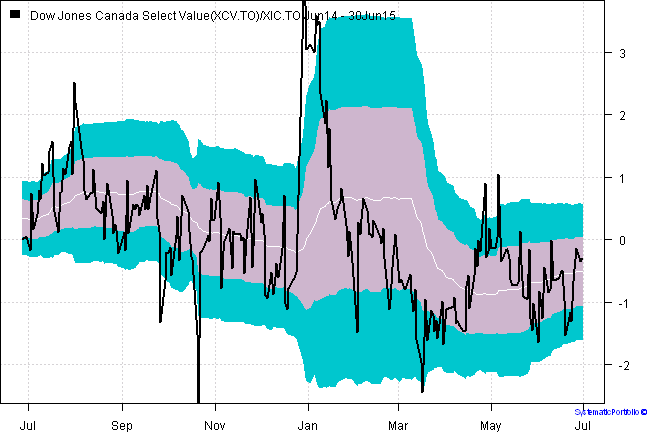 Dow Jones Canada Select Value(XCV.TO)/XIC.TO Jun14 - 30Jun15
3
2
1
0
-1
-2
Jul Sep Nov Jan Mar May Jul
SystematicPortfolio ©